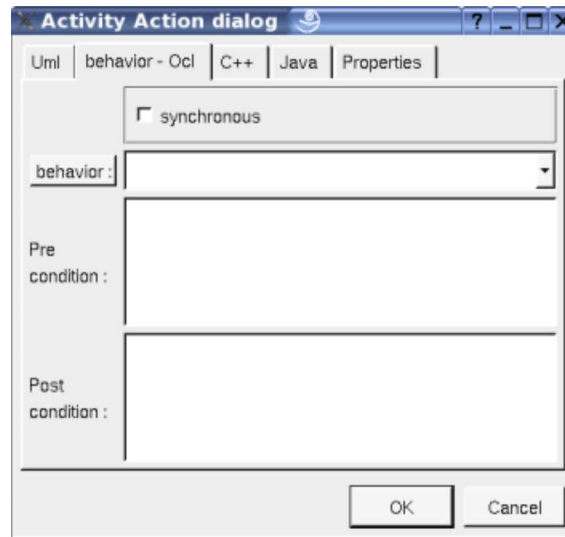 Activity Action dialog ?
Uml behavior - Ocl C++ Java Properties
synchronous
behavior :
Pre
condition :
Post
condition :
OK Cancel